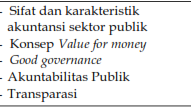 - Sifat dan karakteristik
akuntansi sektor publik
- Konsep Value for money
- Good governance
- Akuntabilitas Publik
- Transparasi